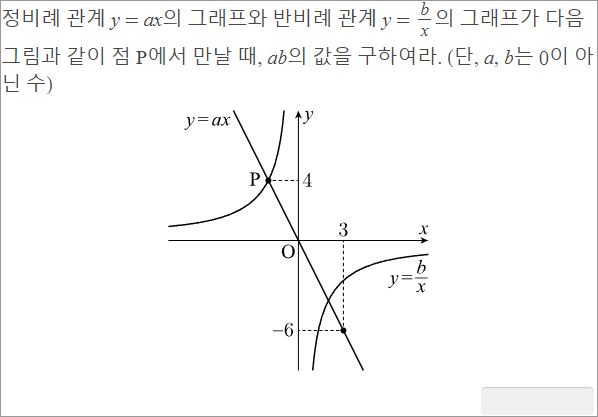 정비례 관계 y = ax의 그래프와 반비례 관계 y = b/x 의 그래프가 다음
그림과 같이 점 P에서 만날 때, ab의 값을 구하여라. (단, a, b는 0이 아
닌 수)
y=ax
y
P
4
3
x
O
y=b/x
-6